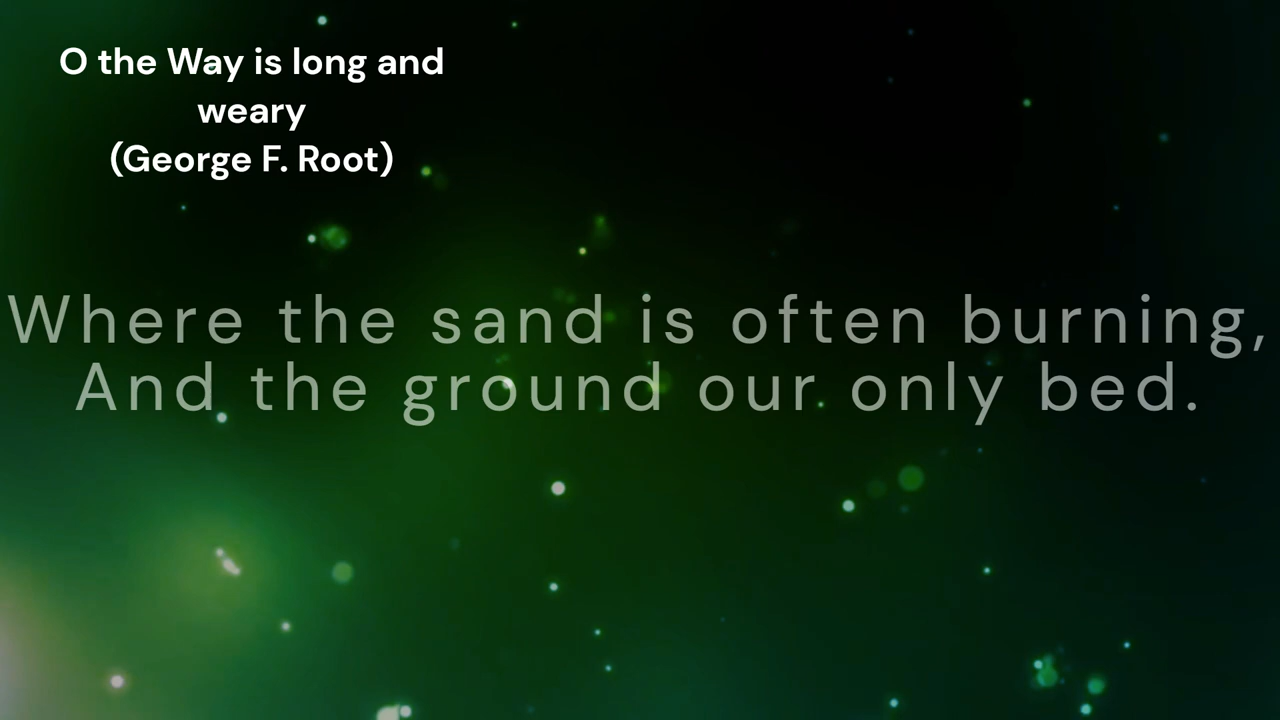 O the Way is long and
weary
(George F. Root)
Where the sand is often burning,
And the ground our only bed.